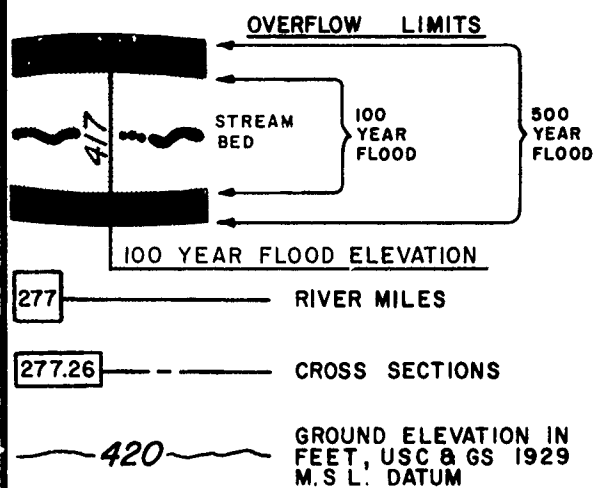 OVERFLOW LIMITS
417
STREAM
BED
100
YEAR
FLOOD
500
YEAR
FLOOD
100 YEAR FLOOD ELEVATION
277
RIVER MILES
277.26
CROSS SECTIONS
420
GROUND ELEVATION IN
FEET, USC & GS 1929
M.S L. DATUM